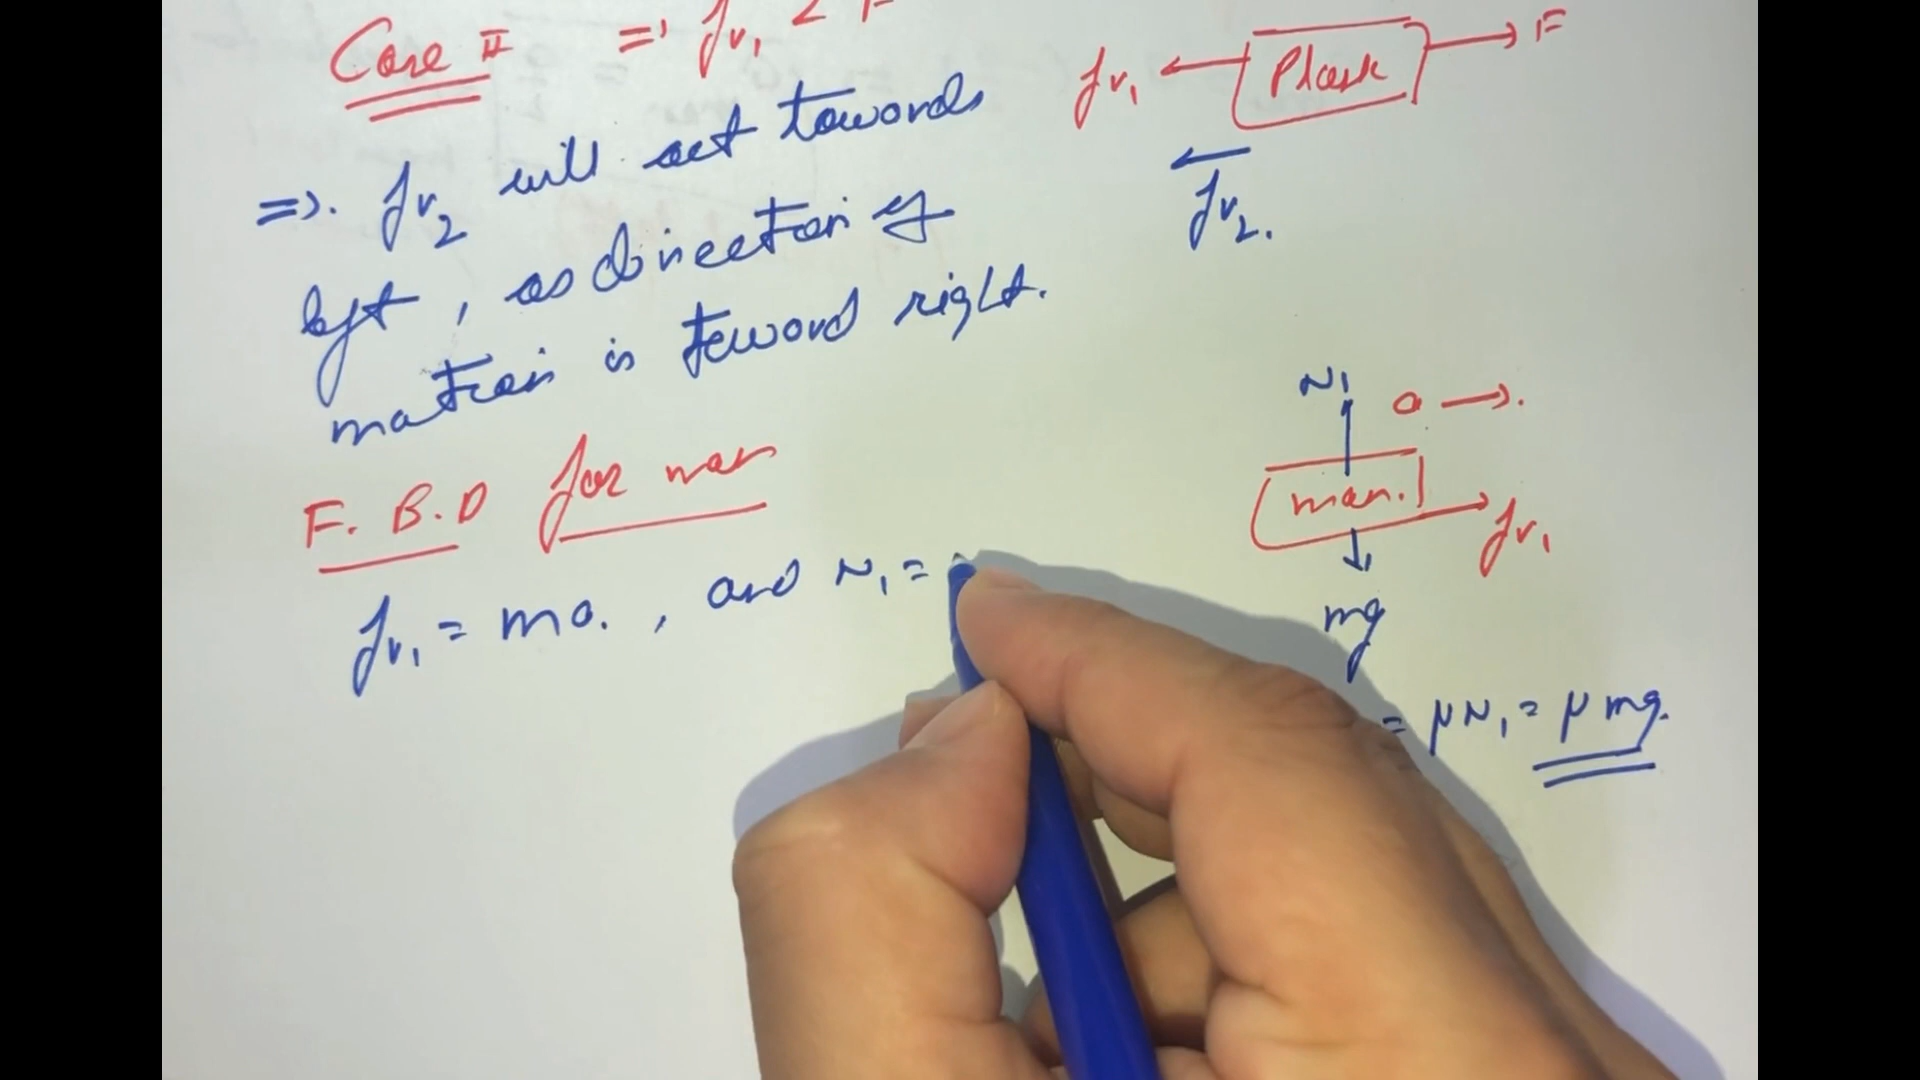 Case II => fr1 < F
fr1 ← Plank → F
=>. fr2 will act towards
left, as direction of
motion is toward right.
← fr2.
F.B.D for man
N1 a →.
man. → fr1
mg
fr1 = ma. , and N1 =
= μN1 = μmg.